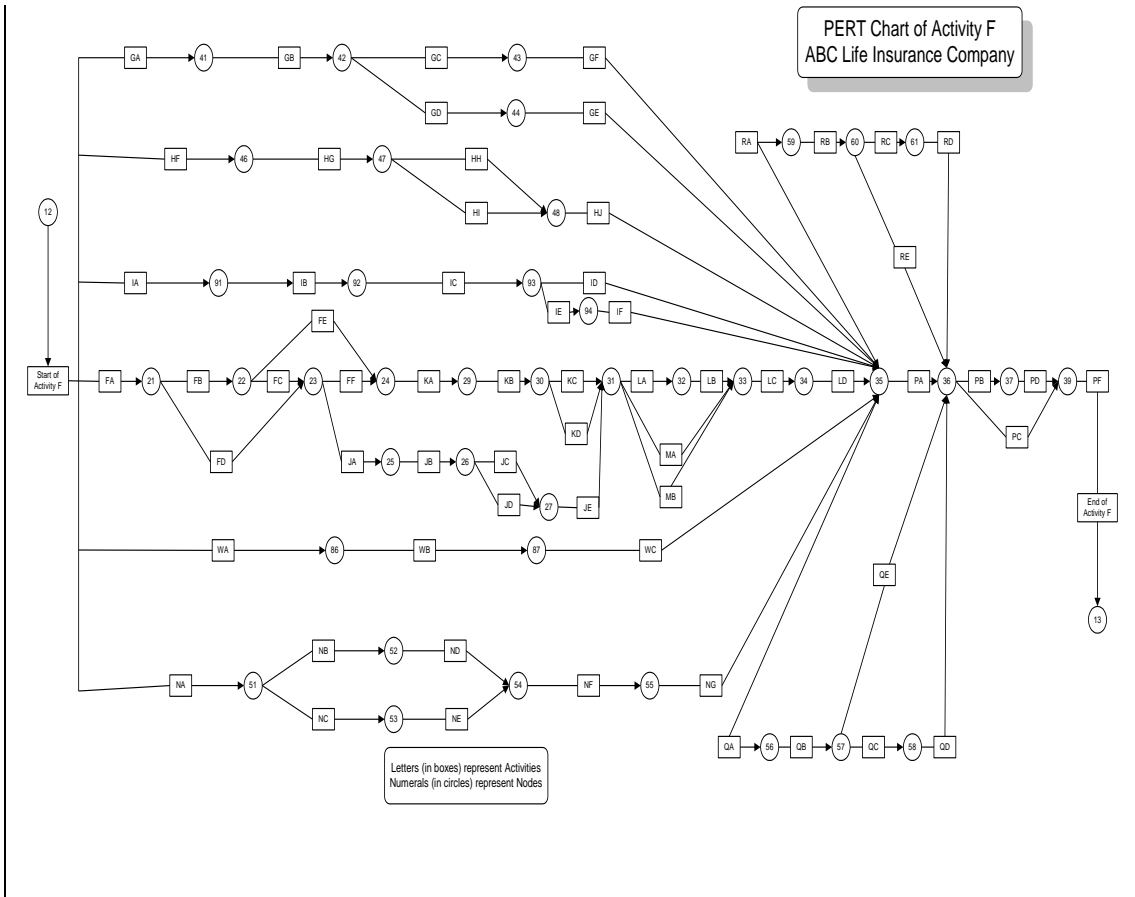 PERT Chart of Activity F
ABC Life Insurance Company
GA 41 GB 42 GC 43 GF
GD 44 GE
RA 59 RB 60 RC 61 RD
HF 46 HG 47 HH
12 HI 48 HJ
RE
IA 91 IB 92 IC 93 ID
IE 94 IF
FE
Start of
Activity F
FA 21 FB 22 FC 23 FF 24 KA 29 KB 30 KC 31 LA 32 LB 33 LC 34 LD 35 PA 36 PB 37 PD 39 PF
KD PC
FD JA 25 JB 26 JC MA
MB
JD 27 JE
End of
Activity F
WA 86 WB 87 WC
QE
13
NB 52 ND
NA 51 54 NF 55 NG
NC 53 NE
QA 56 QB 57 QC 58 QD
Letters (in boxes) represent Activities
Numerals (in circles) represent Nodes